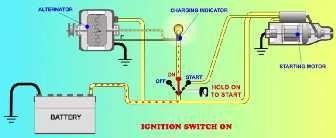 ALTERNATOR
CHARGING INDICATOR
ON
OFF
START
HOLD ON
TO START
STARTING MOTOR
BATTERY
IGNITION SWITCH ON